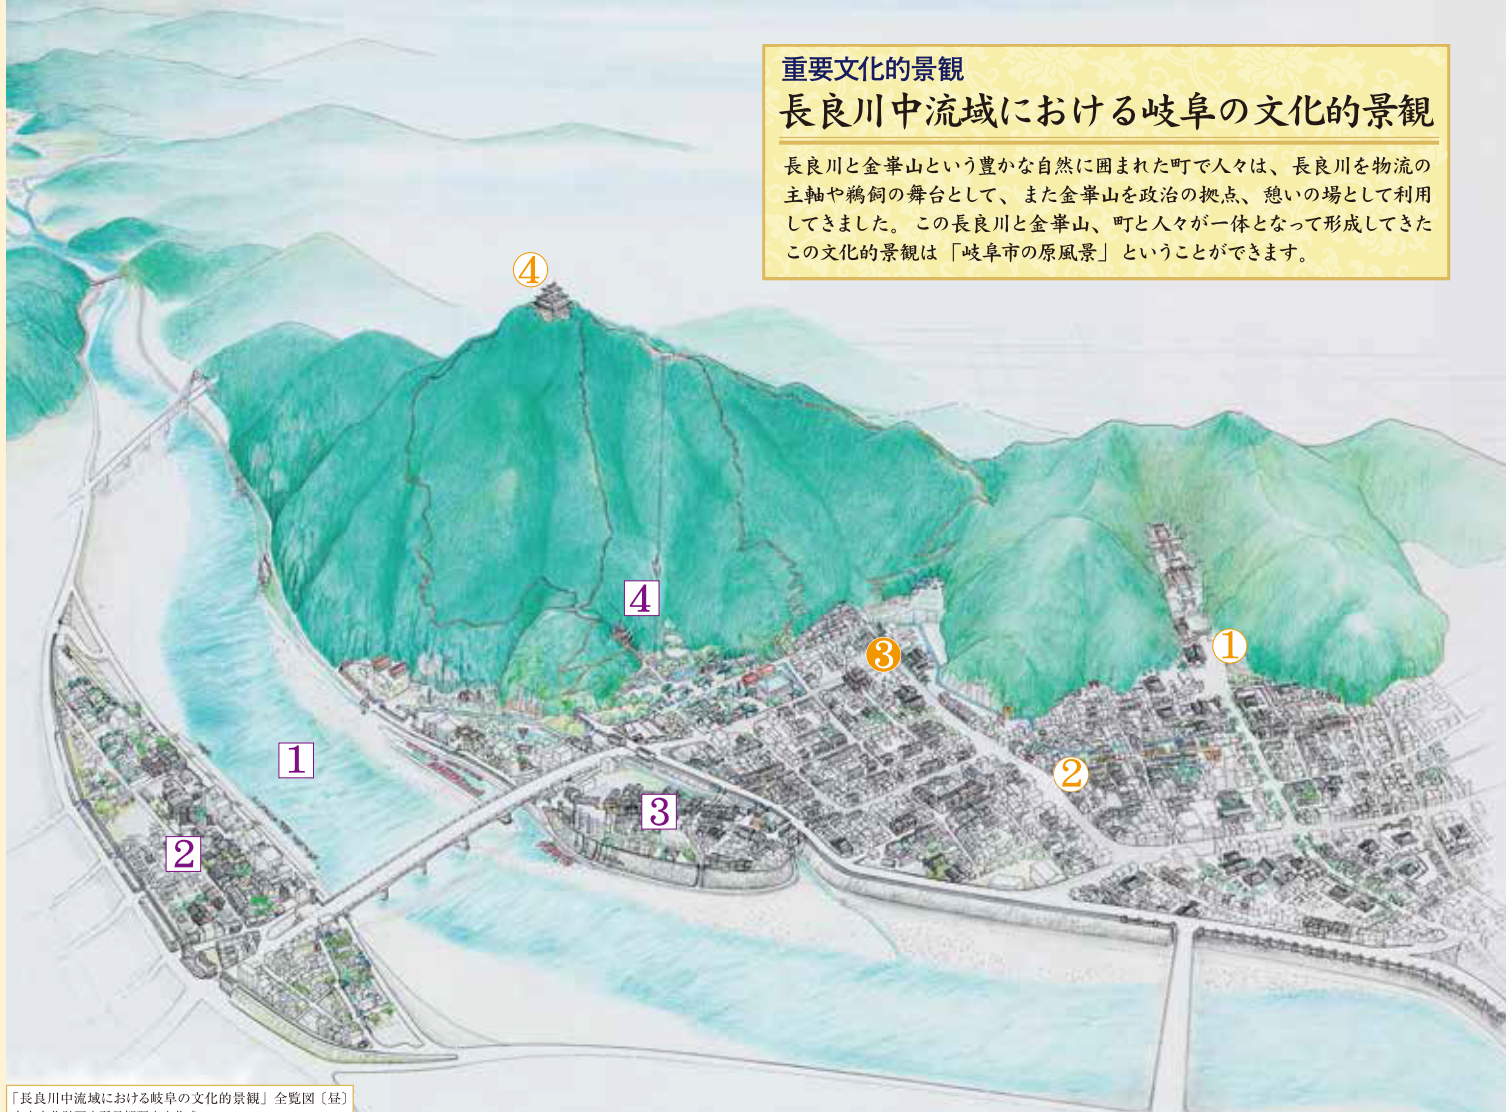 重要文化的景観
長良川中流域における岐阜の文化的景観
長良川と金華山という豊かな自然に囲まれた町で人々は、長良川を物流の
主軸や鵜飼の舞台として、また金華山を政治の拠点、憩いの場として利用
してきました。この長良川と金華山、町と人々が一体となって形成してきた
この文化的景観は「岐阜市の原風景」ということができます。
④
4
③
①
1
②
3
2
「長良川中流域における岐阜の文化的景観」全覧図〔昼〕